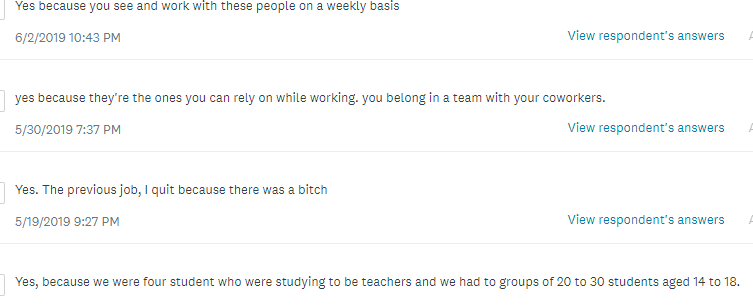 Yes because you see and work with these people on a weekly basis
6/2/2019 10:43 PM View respondent's answers
yes because they're the ones you can rely on while working. you belong in a team with your coworkers.
5/30/2019 7:37 PM View respondent's answers
Yes. The previous job, I quit because there was a bitch
5/19/2019 9:27 PM View respondent's answers
Yes, because we were four student who were studying to be teachers and we had to groups of 20 to 30 students aged 14 to 18.